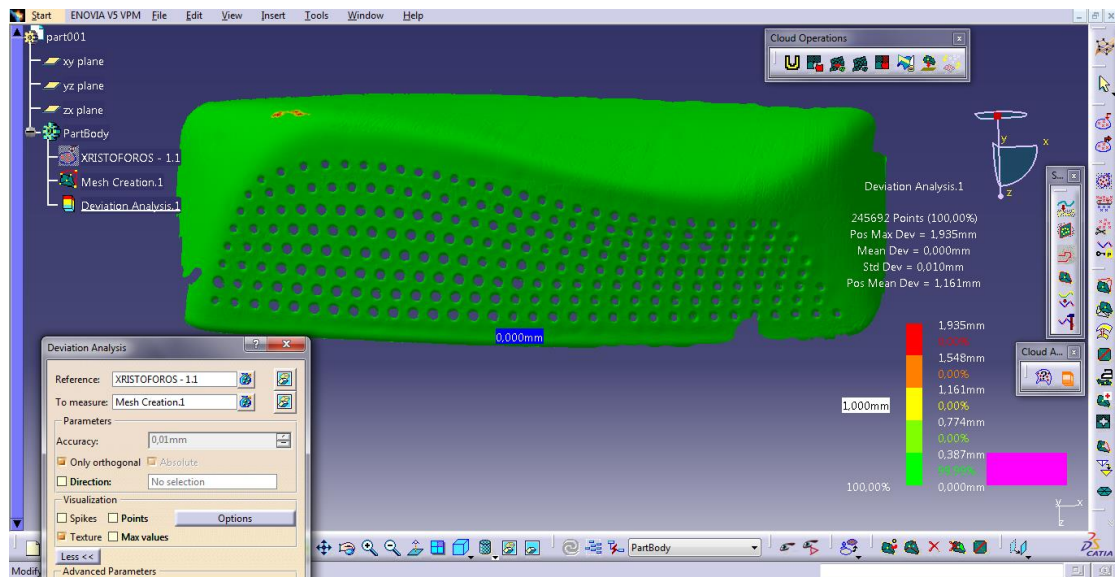 Start ENOVIA V5 VPM File Edit View Insert Tools Window Help
part001
xy plane
yz plane
zx plane
PartBody
XRISTOFOROS - 1.1
Mesh Creation.1
Deviation Analysis.1
Cloud Operations
y
x
z
S...
Deviation Analysis.1
245692 Points (100,00%)
Pos Max Dev = 1,935mm
Mean Dev = 0,000mm
Std Dev = 0,010mm
Pos Mean Dev = 1,161mm
0,000mm
1,935mm
0,00%
1,548mm
0,00%
1,161mm
1,000mm
0,00%
0,774mm
0,00%
0,387mm
100,00%
0,000mm
Cloud A...
Deviation Analysis
Reference: XRISTOFOROS - 1.1
To measure: Mesh Creation.1
Parameters
Accuracy: 0,01mm
Only orthogonal Absolute
Direction: No selection
Visualization
Spikes Points Options
Texture Max values
Less <<
Advanced Parameters
y x
z
PartBody
CATIA
Modif